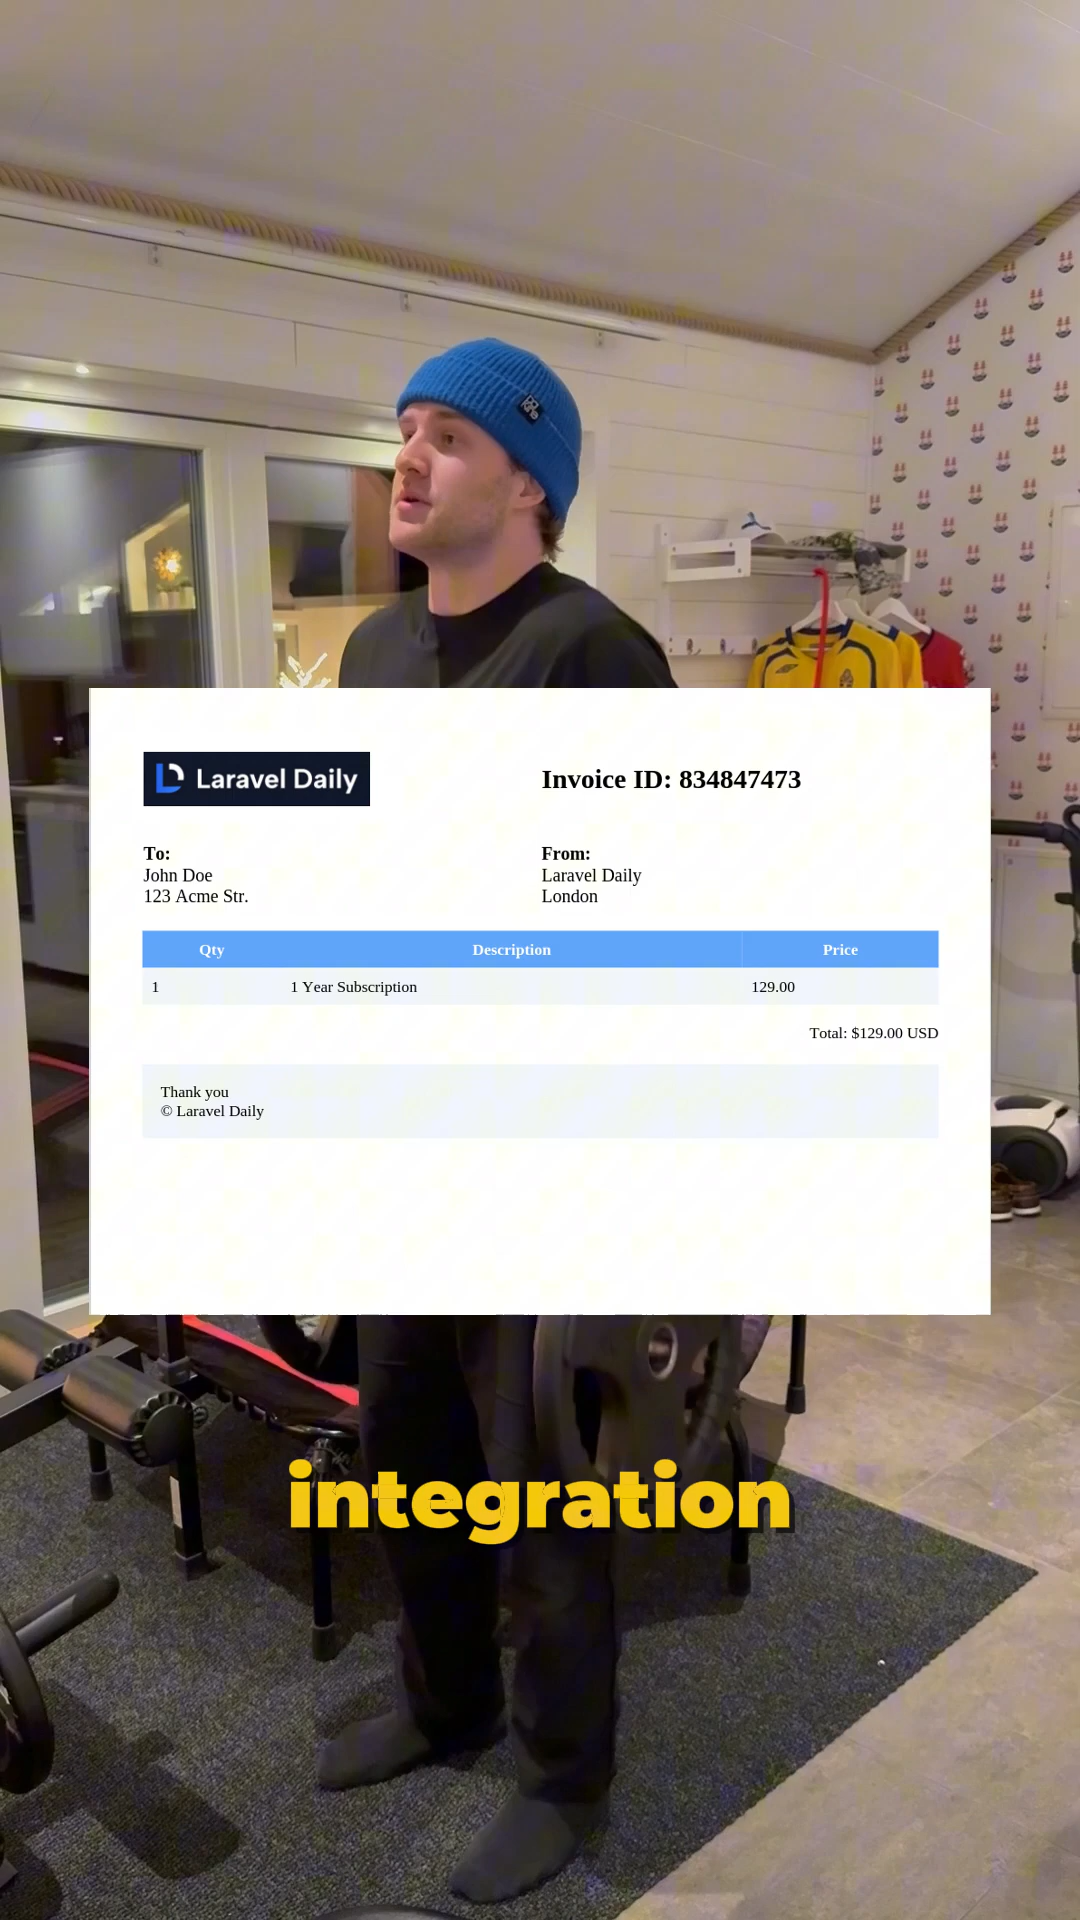 Laravel Daily
Invoice ID: 834847473
To:
John Doe
123 Acme Str.
From:
Laravel Daily
London
Qty Description Price
1 1 Year Subscription 129.00
Total: $129.00 USD
Thank you
© Laravel Daily
integration